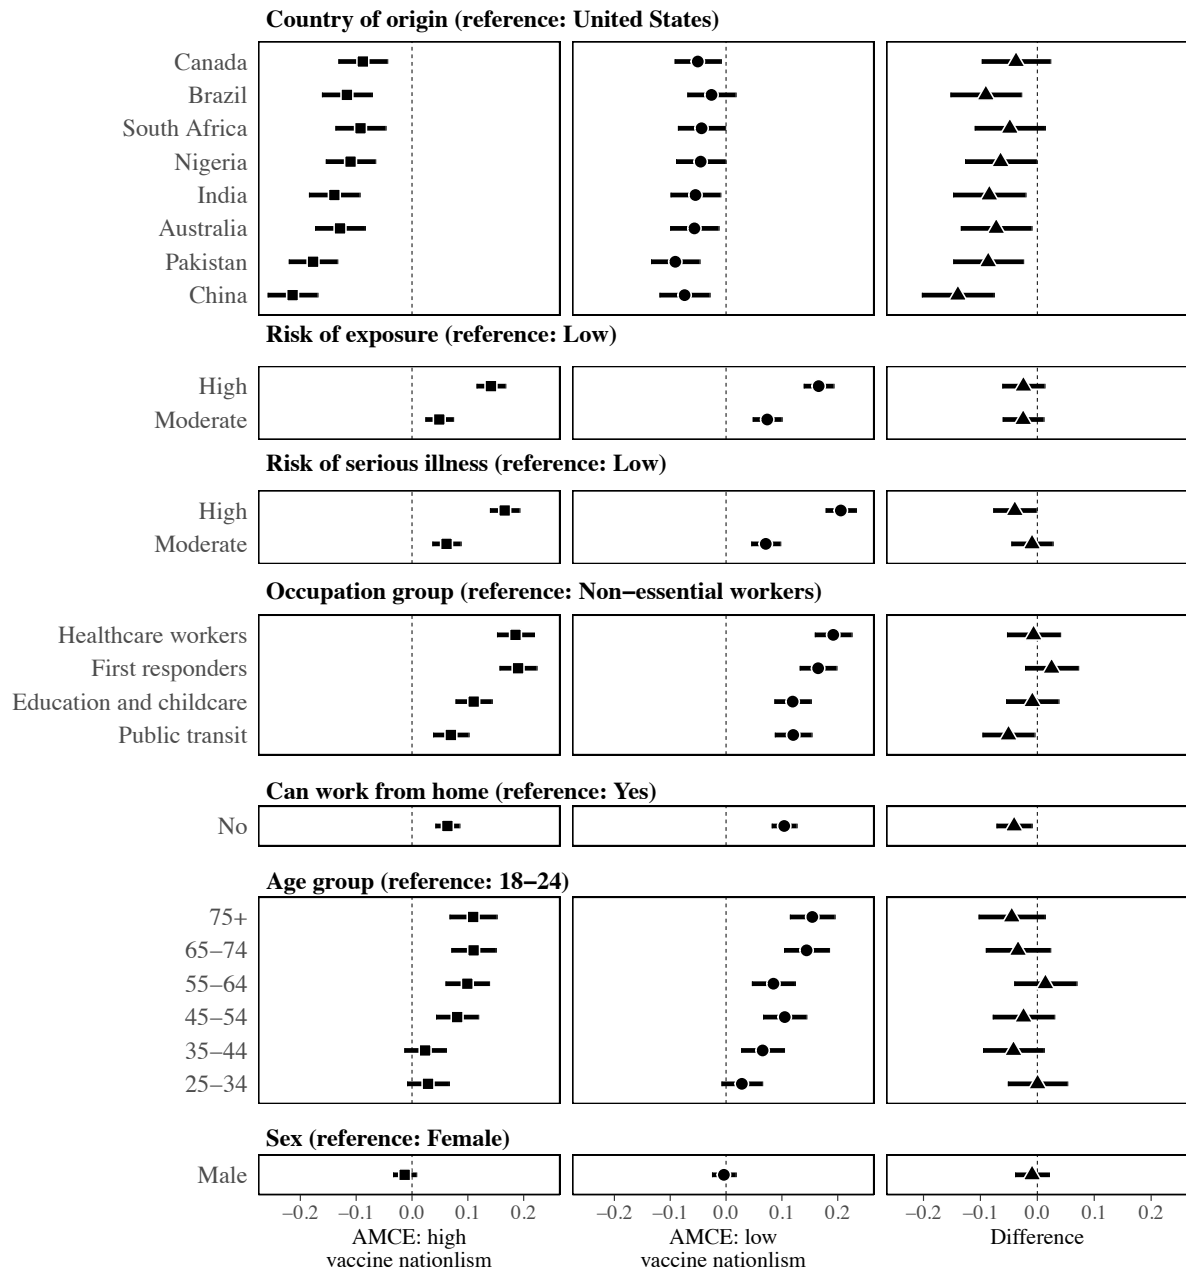 Country of origin (reference: United States)
Canada
Brazil
South Africa
Nigeria
India
Australia
Pakistan
China
Risk of exposure (reference: Low)
High
Moderate
Risk of serious illness (reference: Low)
High
Moderate
Occupation group (reference: Non−essential workers)
Healthcare workers
First responders
Education and childcare
Public transit
Can work from home (reference: Yes)
No
Age group (reference: 18−24)
75+
65−74
55−64
45−54
35−44
25−34
Sex (reference: Female)
Male
−0.2 −0.1 0.0 0.1 0.2 −0.2 −0.1 0.0 0.1 0.2 −0.2 −0.1 0.0 0.1 0.2
AMCE: high AMCE: low Difference
vaccine nationlism vaccine nationlism